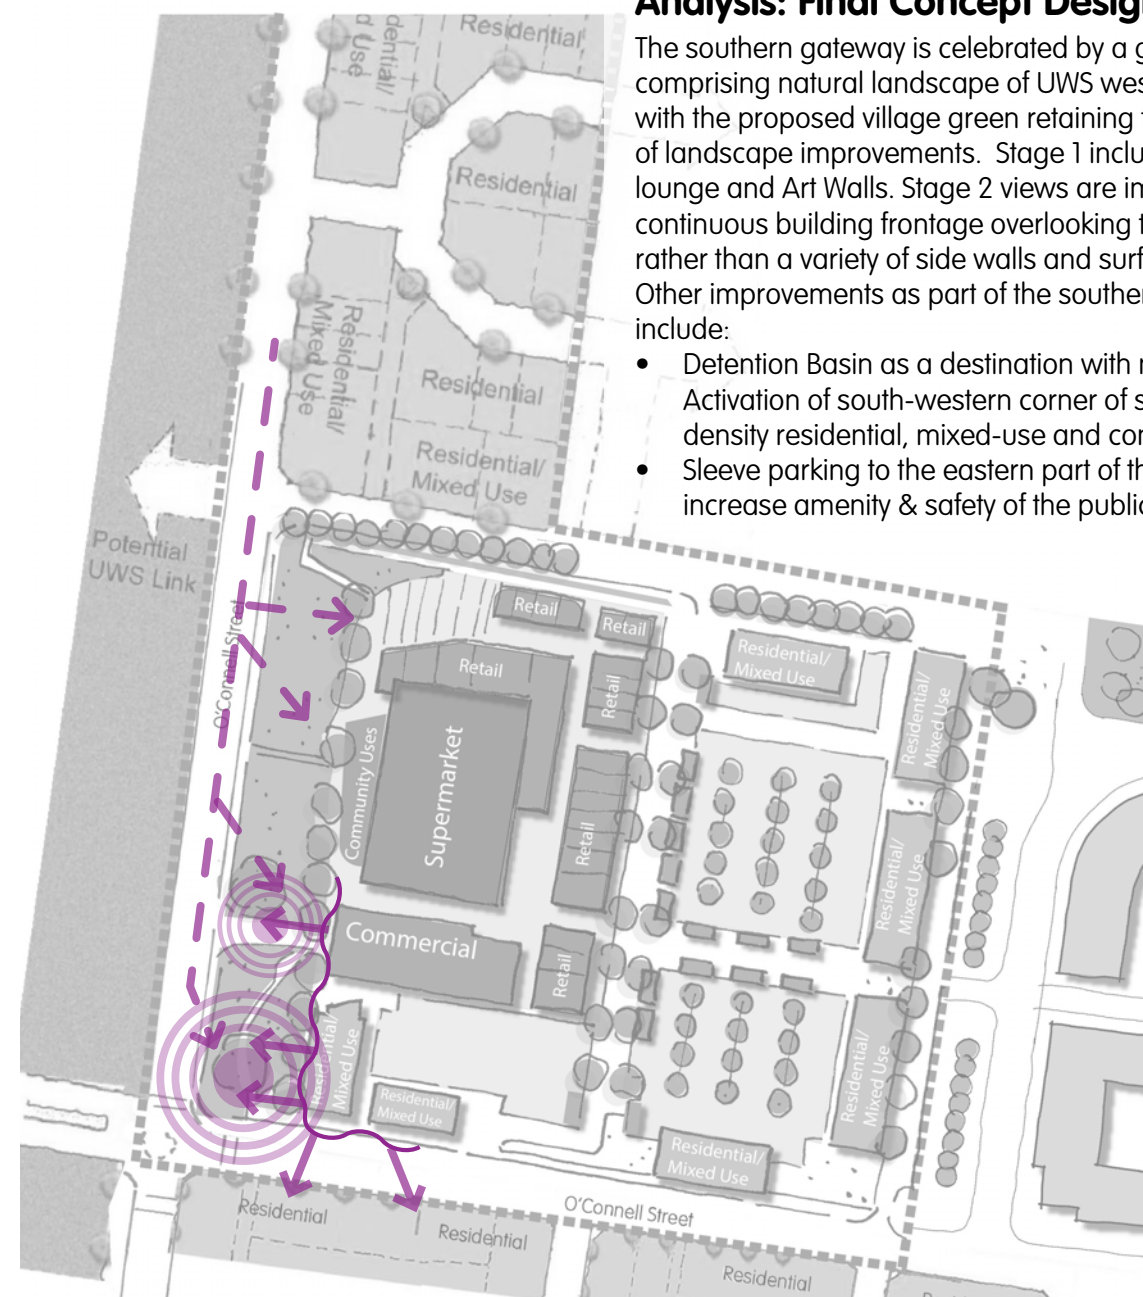 Analysis: Final Concept Desig
The southern gateway is celebrated by a g
comprising natural landscape of UWS wes
with the proposed village green retaining
of landscape improvements.  Stage 1 inclu
lounge and Art Walls. Stage 2 views are im
continuous building frontage overlooking t
rather than a variety of side walls and surf
Other improvements as part of the souther
include:
• Detention Basin as a destination with
Activation of south-western corner of s
density residential, mixed-use and con
• Sleeve parking to the eastern part of th
increase amenity & safety of the public
Residential
dential/
d Use
Residential
Residential/
Mixed Use
Residential
Residential/
Mixed Use
Potential
UWS Link
O'Connell Street
Retail
Retail
Retail
Retail
Residential/
Mixed Use
Residential/
Mixed Use
Community Uses
Supermarket
Retail
Residential/
Mixed Use
Commercial
Retail
Residential/
Mixed Use
Residential/
Mixed Use
Residential/
Mixed Use
Residential/
Mixed Use
O'Connell Street
Residential
Residential
Residential